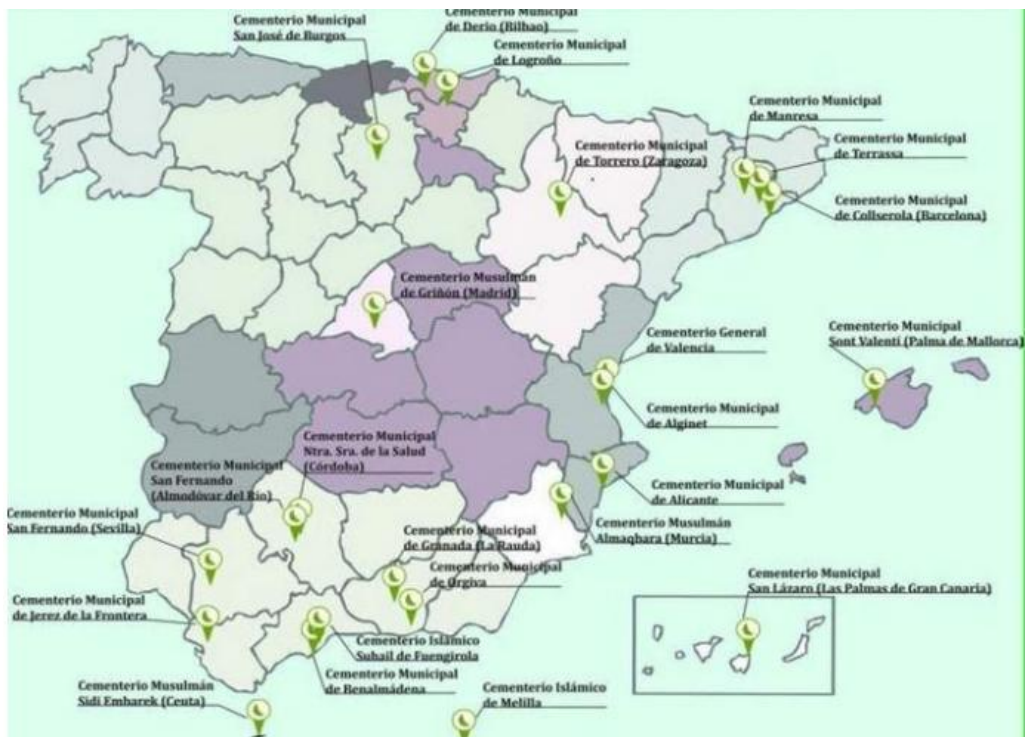 Cementerio Municipal
de Derio (Bilbao)
Cementerio Municipal
San José de Burgos
Cementerio Municipal
de Logroño
Cementerio Municipal
de Manresa
Cementerio Municipal
de Torrero (Zaragoza)
Cementerio Municipal
de Terrassa
Cementerio Municipal
de Collserola (Barcelona)
Cementerio Musulmán
de Griñón (Madrid)
Cementerio General
de Valencia
Cementerio Municipal
Sont Valentí (Palma de Mallorca)
Cementerio Municipal
de Alginet
Cementerio Municipal
Ntra. Sra. de la Salud
(Córdoba)
Cementerio Municipal
San Fernando
(Almodóvar del Río)
Cementerio Municipal
de Alicante
Cementerio Municipal
San Fernando (Sevilla)
Cementerio Musulmán
Almaqbara (Murcia)
Cementerio Municipal
de Granada (La Rauda)
Cementerio Municipal
de Orgiva
Cementerio Municipal
San Lázaro (Las Palmas de Gran Canaria)
Cementerio Municipal
de Jerez de la Frontera
Cementerio Islámico
Suhail de Fuengirola
Cementerio Municipal
de Benalmádena
Cementerio Musulmán
Sidi Embarek (Ceuta)
Cementerio Islámico
de Melilla